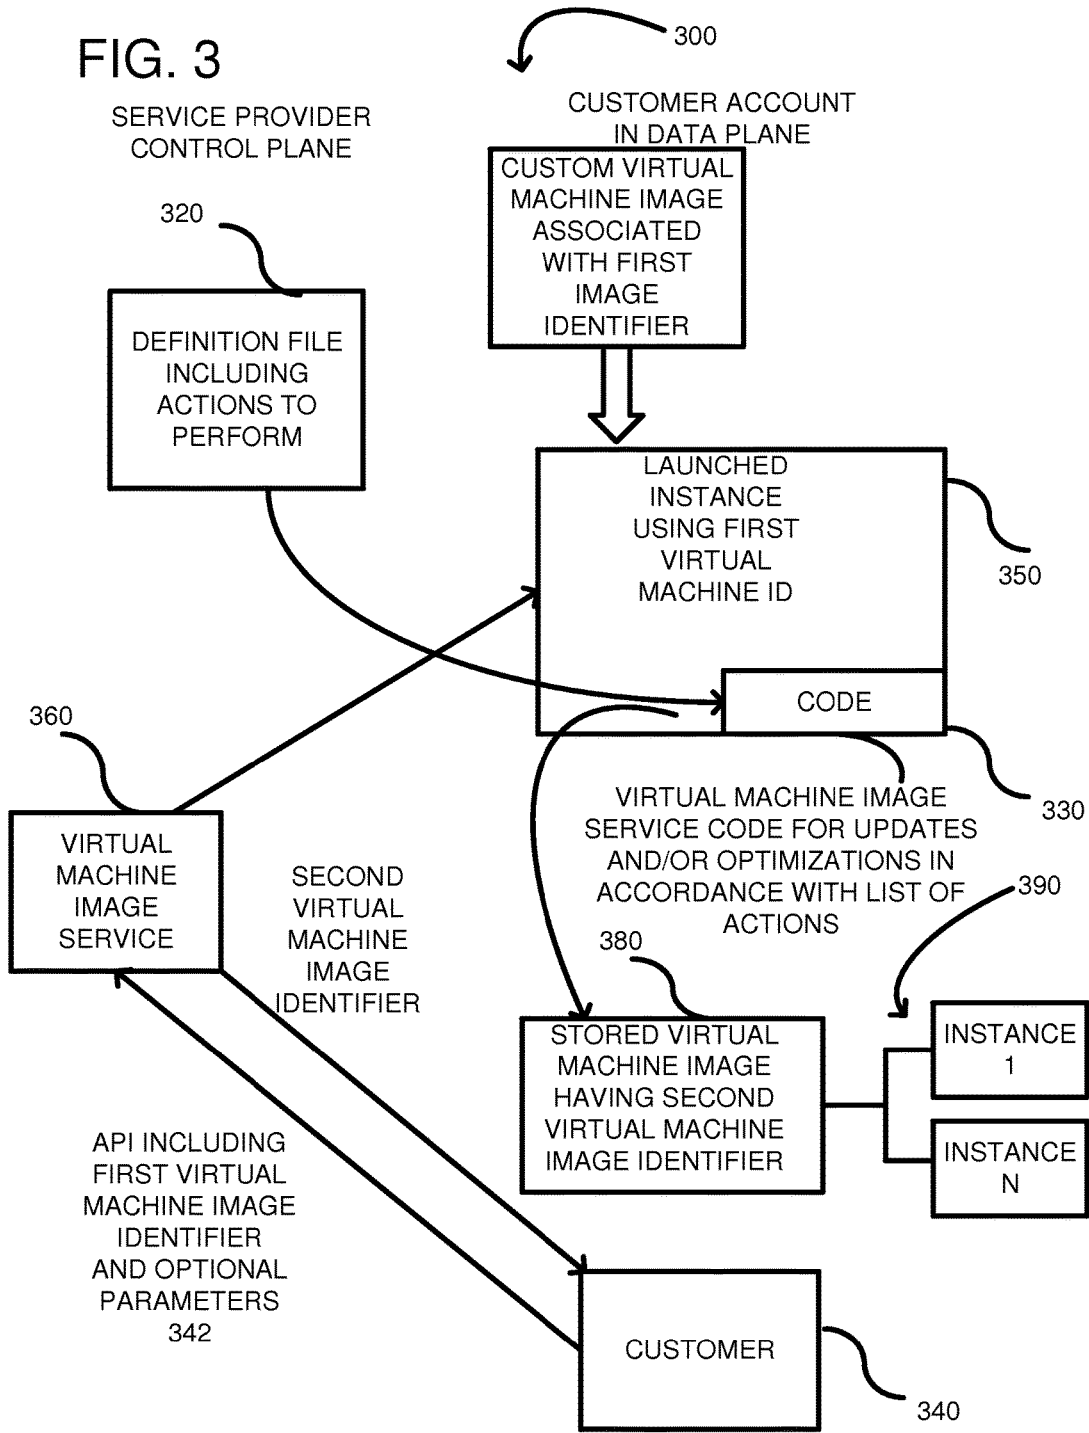 FIG. 3
300
SERVICE PROVIDER
CONTROL PLANE
CUSTOMER ACCOUNT
IN DATA PLANE
CUSTOM VIRTUAL
MACHINE IMAGE
ASSOCIATED
WITH FIRST
IMAGE
IDENTIFIER
320
DEFINITION FILE
INCLUDING
ACTIONS TO
PERFORM
LAUNCHED
INSTANCE
USING FIRST
VIRTUAL
MACHINE ID
350
CODE
330
360
VIRTUAL
MACHINE
IMAGE
SERVICE
VIRTUAL MACHINE IMAGE
SERVICE CODE FOR UPDATES
AND/OR OPTIMIZATIONS IN
ACCORDANCE WITH LIST OF
ACTIONS
390
SECOND
VIRTUAL
MACHINE
IMAGE
IDENTIFIER
380
STORED VIRTUAL
MACHINE IMAGE
HAVING SECOND
VIRTUAL MACHINE
IMAGE IDENTIFIER
INSTANCE
1
INSTANCE
N
API INCLUDING
FIRST VIRTUAL
MACHINE IMAGE
IDENTIFIER
AND OPTIONAL
PARAMETERS
342
CUSTOMER
340